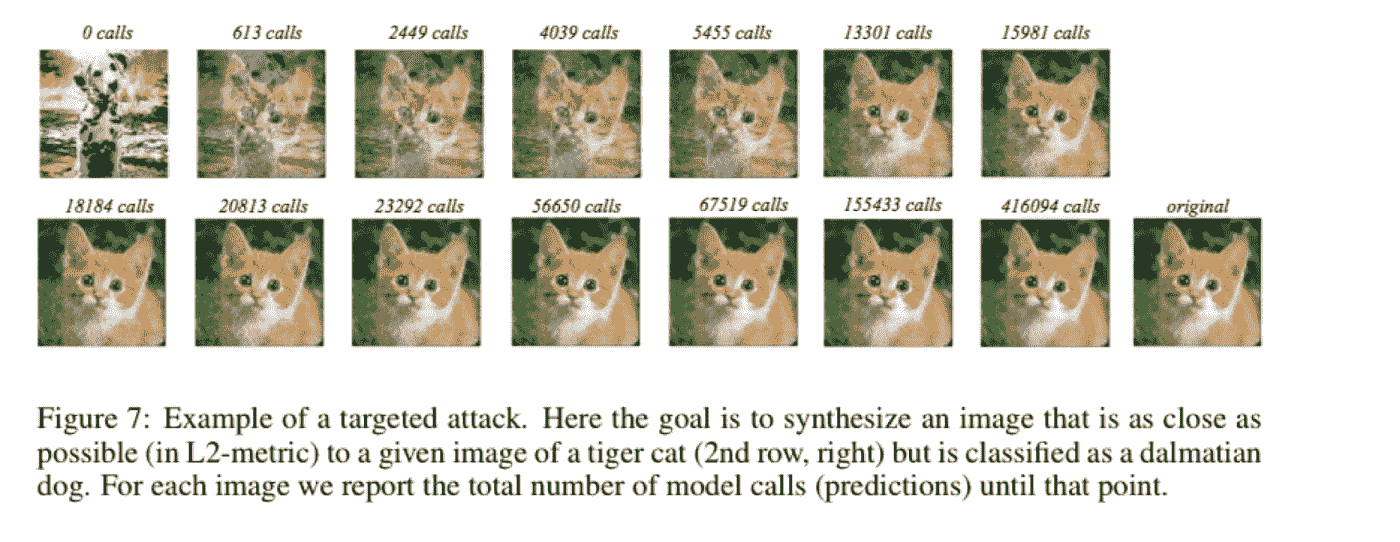 0 calls 613 calls 2449 calls 4039 calls 5455 calls 13301 calls 15981 calls
18184 calls 20813 calls 23292 calls 56650 calls 67519 calls 155433 calls 416094 calls original
Figure 7: Example of a targeted attack. Here the goal is to synthesize an image that is as close as
possible (in L2-metric) to a given image of a tiger cat (2nd row, right) but is classified as a dalmatian
dog. For each image we report the total number of model calls (predictions) until that point.